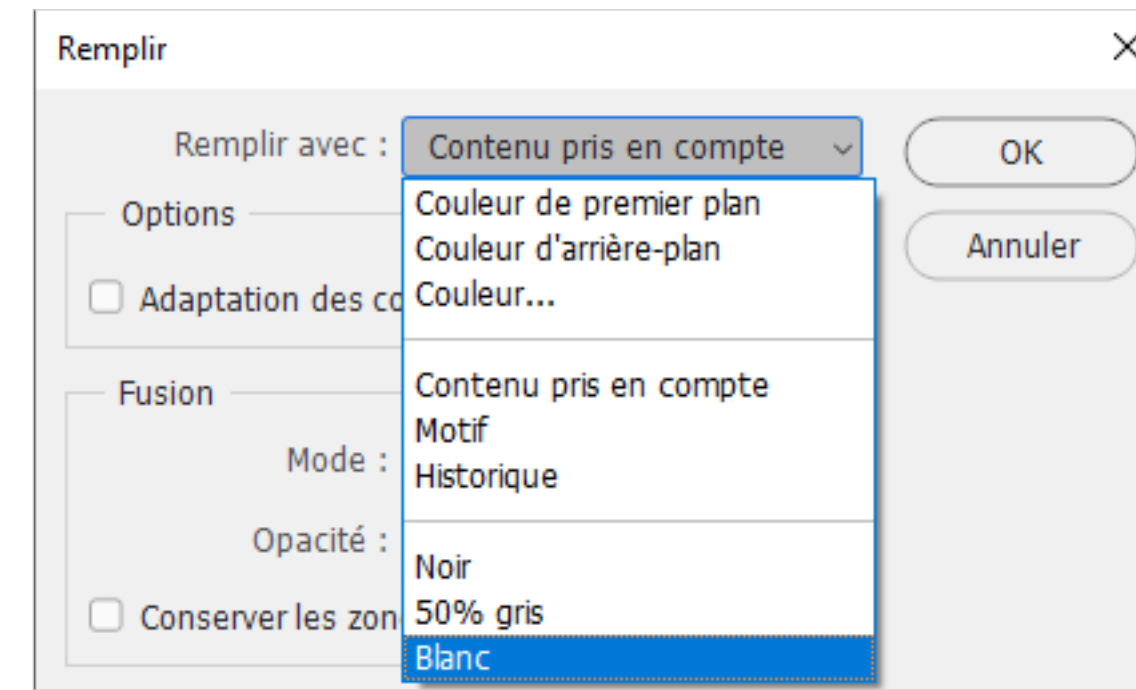 Remplir
Remplir avec : Contenu pris en compte
OK
Couleur de premier plan
Options
Couleur d'arrière-plan
Annuler
Adaptation des co
Couleur...
Fusion
Contenu pris en compte
Motif
Mode :
Historique
Opacité :
Noir
Conserver les zon
50% gris
Blanc